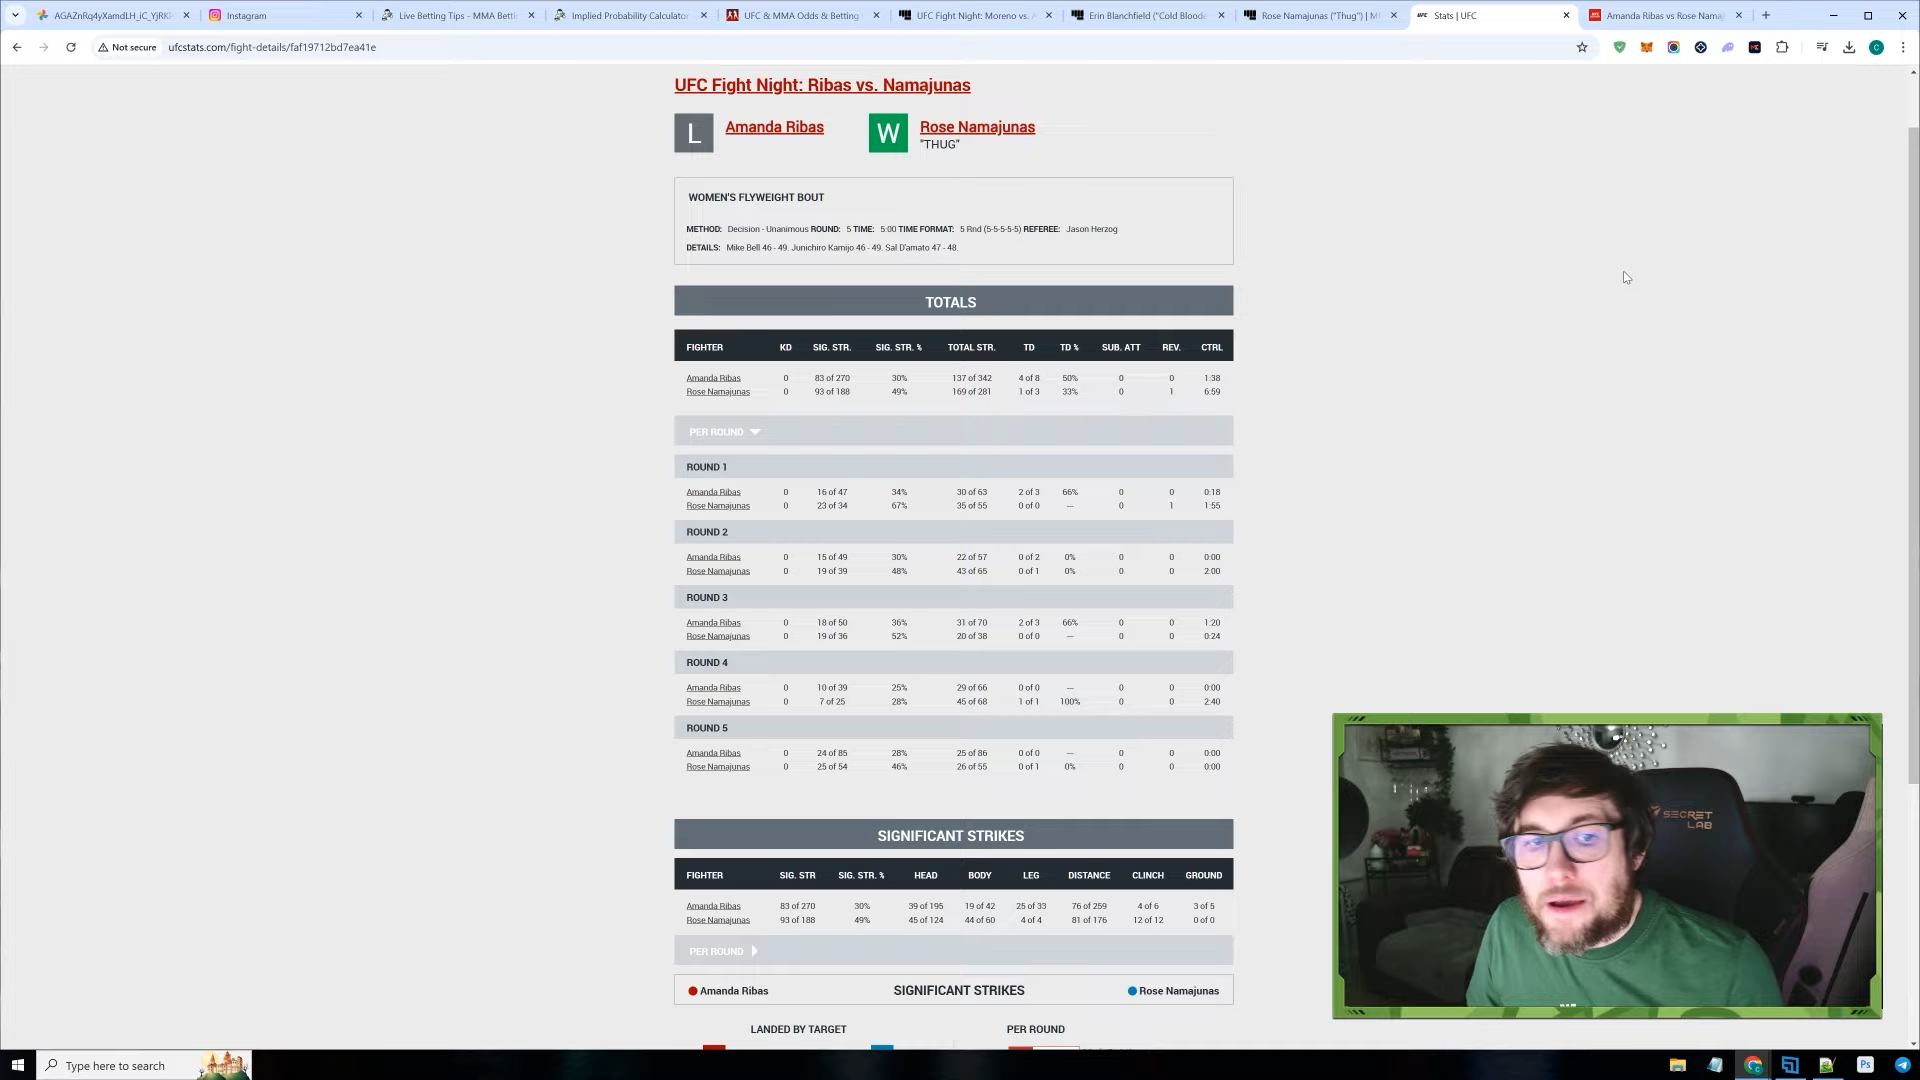 AGAZnRq4yXamdLH_iC_YjRKP
Instagram
Live Betting Tips - MMA Betti
Implied Probability Calculator
UFC & MMA Odds & Betting
UFC Fight Night: Moreno vs. A
Erin Blanchfield ("Cold Bloode
Rose Namajunas ("Thug") | M
Stats | UFC
Amanda Ribas vs Rose Namaj
Not secure
ufcstats.com/fight-details/faf19712bd7ea41e
UFC Fight Night: Ribas vs. Namajunas
L Amanda Ribas W Rose Namajunas
"THUG"
WOMEN'S FLYWEIGHT BOUT
METHOD: Decision - Unanimous ROUND: 5 TIME: 5:00 TIME FORMAT: 5 Rnd (5-5-5-5-5) REFEREE: Jason Herzog
DETAILS: Mike Bell 46 - 49. Junichiro Kamijo 46 - 49. Sal D'amato 47 - 48.
TOTALS
FIGHTER KD SIG. STR. SIG. STR. % TOTAL STR. TD TD % SUB. ATT REV. CTRL
Amanda Ribas 0 83 of 270 30% 137 of 342 4 of 8 50% 0 0 1:38
Rose Namajunas 0 93 of 188 49% 169 of 281 1 of 3 33% 0 1 6:59
PER ROUND
ROUND 1
Amanda Ribas 0 16 of 47 34% 30 of 63 2 of 3 66% 0 0 0:18
Rose Namajunas 0 23 of 34 67% 35 of 55 0 of 0 --- 0 1 1:55
ROUND 2
Amanda Ribas 0 15 of 49 30% 22 of 57 0 of 2 0% 0 0 0:00
Rose Namajunas 0 19 of 39 48% 43 of 65 0 of 1 0% 0 0 2:00
ROUND 3
Amanda Ribas 0 18 of 50 36% 31 of 70 2 of 3 66% 0 0 1:20
Rose Namajunas 0 19 of 36 52% 20 of 38 0 of 0 --- 0 0 0:24
ROUND 4
Amanda Ribas 0 10 of 39 25% 29 of 66 0 of 0 --- 0 0 0:00
Rose Namajunas 0 7 of 25 28% 45 of 68 1 of 1 100% 0 0 2:40
ROUND 5
Amanda Ribas 0 24 of 85 28% 25 of 86 0 of 0 --- 0 0 0:00
Rose Namajunas 0 25 of 54 46% 26 of 55 0 of 1 0% 0 0 0:00
SECRET
LAB
SIGNIFICANT STRIKES
FIGHTER SIG. STR SIG. STR. % HEAD BODY LEG DISTANCE CLINCH GROUND
Amanda Ribas 83 of 270 30% 39 of 195 19 of 42 25 of 33 76 of 259 4 of 6 3 of 5
Rose Namajunas 93 of 188 49% 45 of 124 44 of 60 4 of 4 81 of 176 12 of 12 0 of 0
PER ROUND
Amanda Ribas SIGNIFICANT STRIKES Rose Namajunas
LANDED BY TARGET PER ROUND
Type here to search